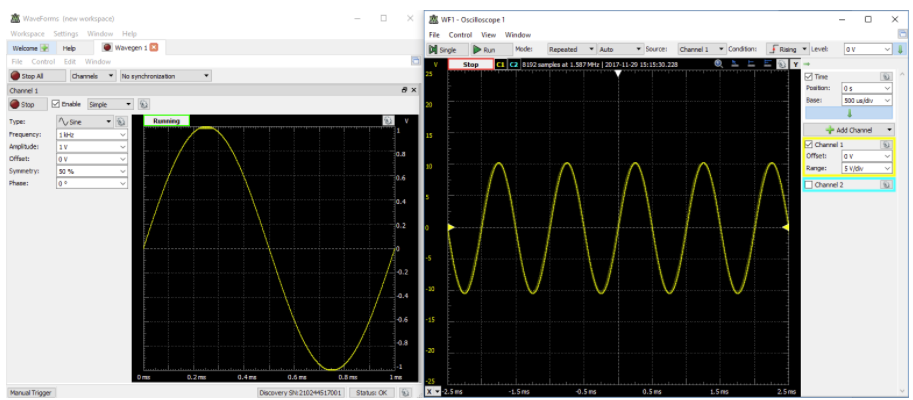 WaveForms (new workspace)
Workspace Settings Window Help
Welcome Help Wavegen 1
File Control Edit Window
Stop All Channels No synchronization
Channel 1
Stop Enable Simple
Type: Sine
Frequency: 1 kHz
Amplitude: 1 V
Offset: 0 V
Symmetry: 50 %
Phase: 0 °
Running V
1
0.8
0.6
0.4
0.2
0
-0.2
-0.4
-0.6
-0.8
-1
0 ms 0.2 ms 0.4 ms 0.6 ms 0.8 ms 1 ms
Manual Trigger Discovery SN:210244517001 Status: OK
WF1 - Oscilloscope 1
File Control View Window
Single Run Mode: Repeated Auto Source: Channel 1 Condition: Rising Level: 0 V
V Stop C1 C2 8192 samples at 1.587 MHz | 2017-11-29 15:15:30.228 Y
25
20
15
10
5
0
-5
-10
-15
-20
-25
X -2.5 ms -1.5 ms -0.5 ms 0.5 ms 1.5 ms 2.5 ms
Time
Position: 0 s
Base: 500 us/div
Add Channel
Channel 1
Offset: 0 V
Range: 5 V/div
Channel 2